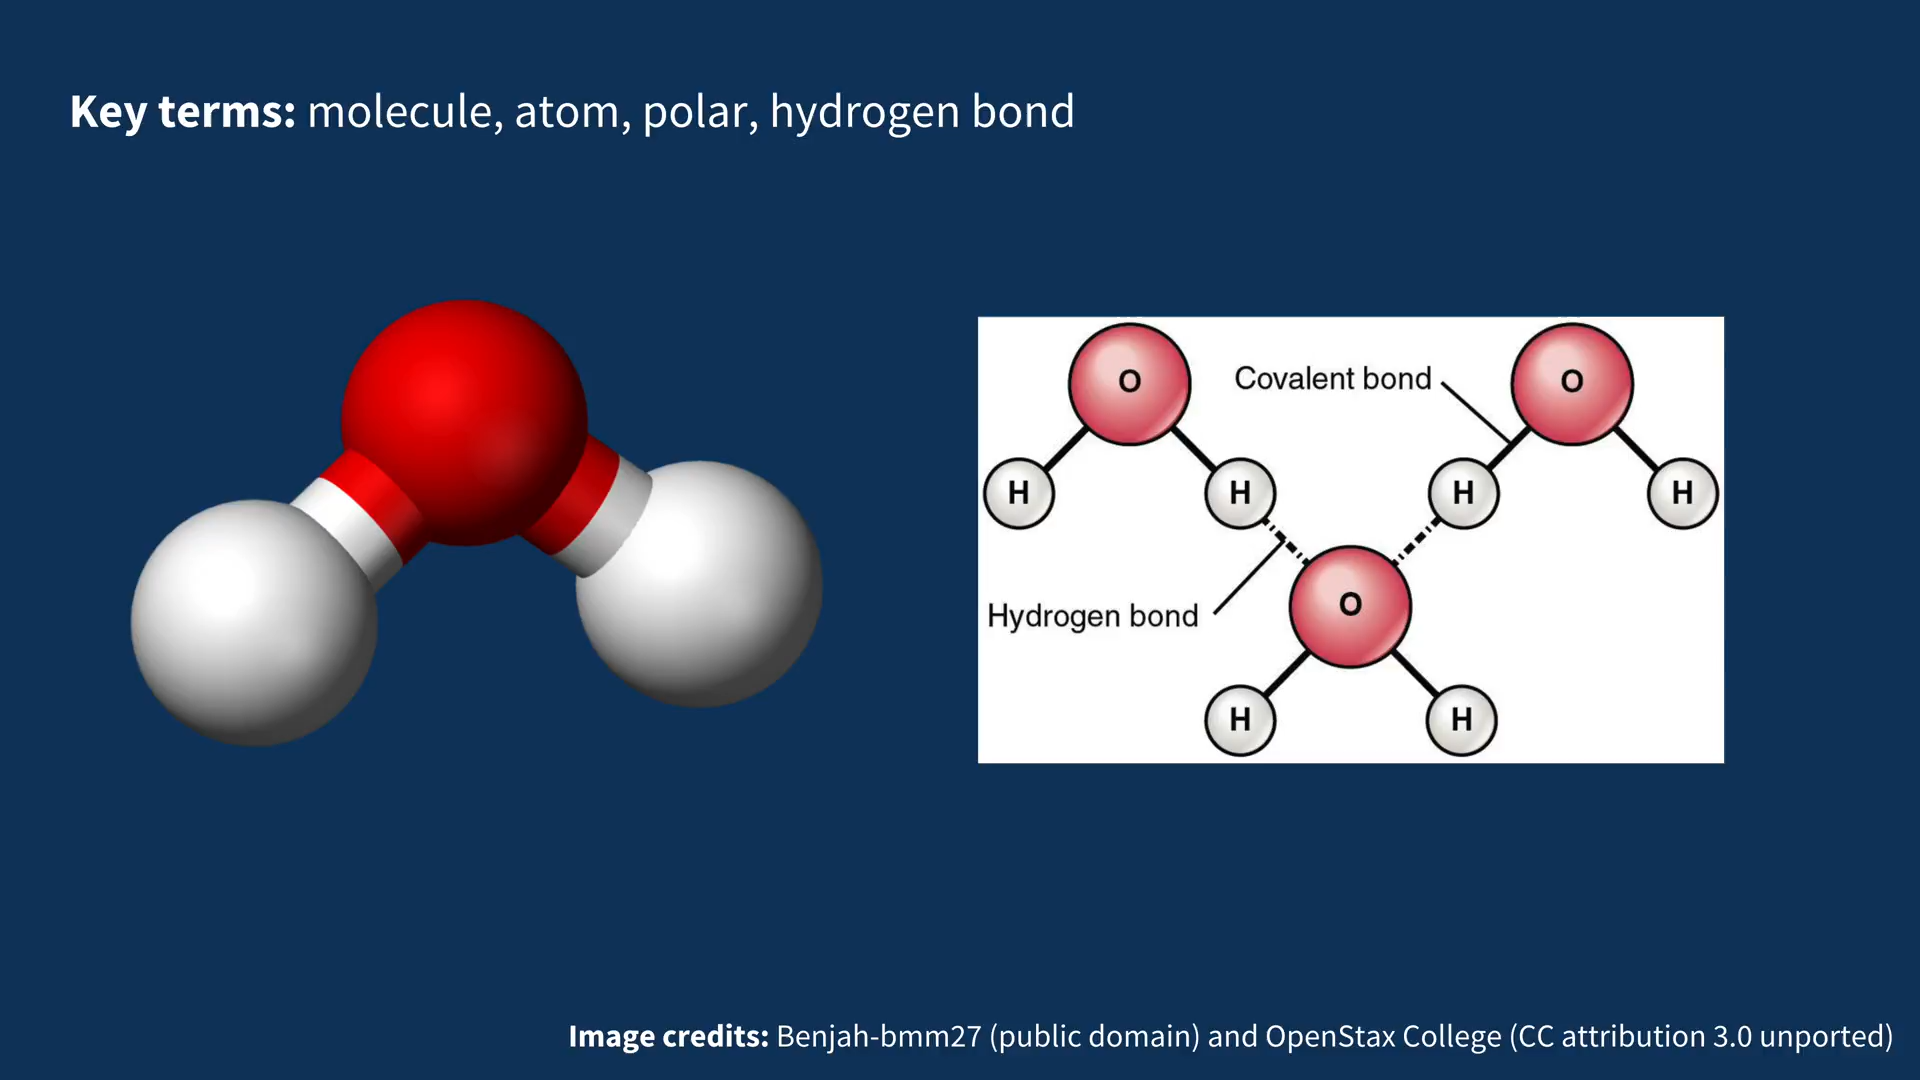 Key terms: molecule, atom, polar, hydrogen bond
O
Covalent bond
O
H
H
H
H
Hydrogen bond
O
H
H
Image credits: Benjah-bmm27 (public domain) and OpenStax College (CC attribution 3.0 unported)